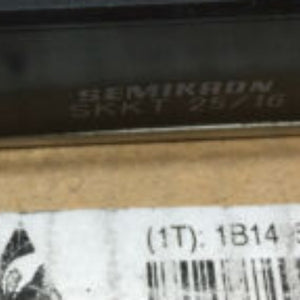 SEMIKRON
SKKT 25/16
(1T): 1B14